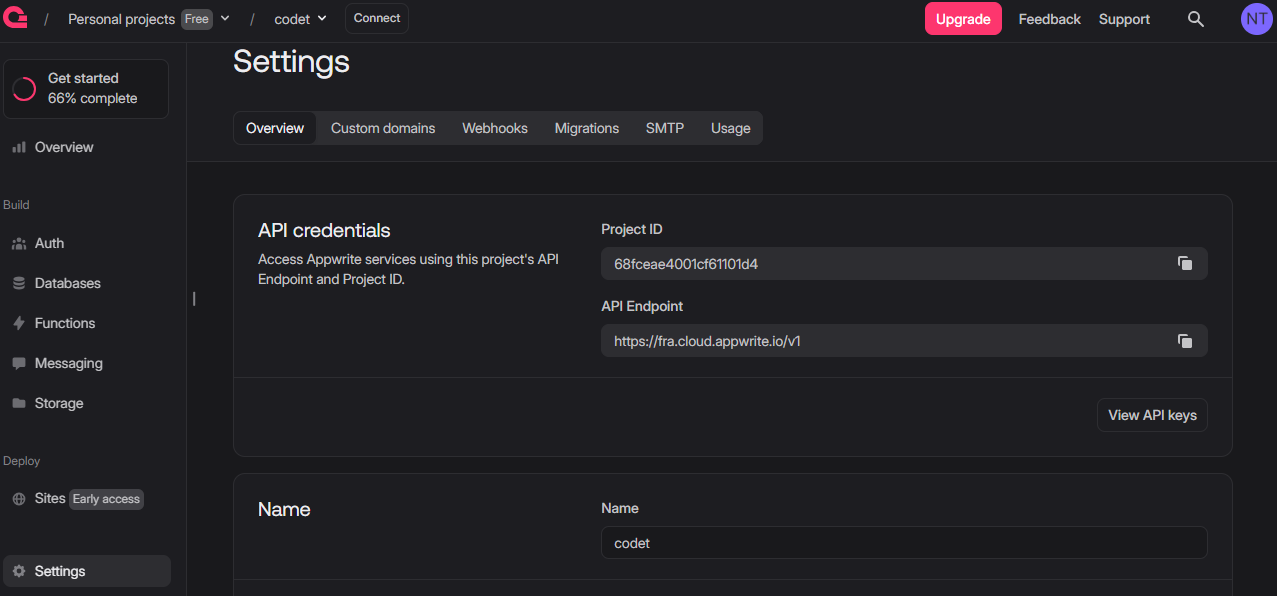 / Personal projects Free / codet Connect Upgrade Feedback Support NT
Get started
66% complete
Overview
Build
Auth
Databases
Functions
Messaging
Storage
Deploy
Sites Early access
Settings
Settings
Overview Custom domains Webhooks Migrations SMTP Usage
API credentials
Access Appwrite services using this project's API
Endpoint and Project ID.
Project ID
68fceae4001cf61101d4
API Endpoint
https://fra.cloud.appwrite.io/v1
View API keys
Name
Name
codet